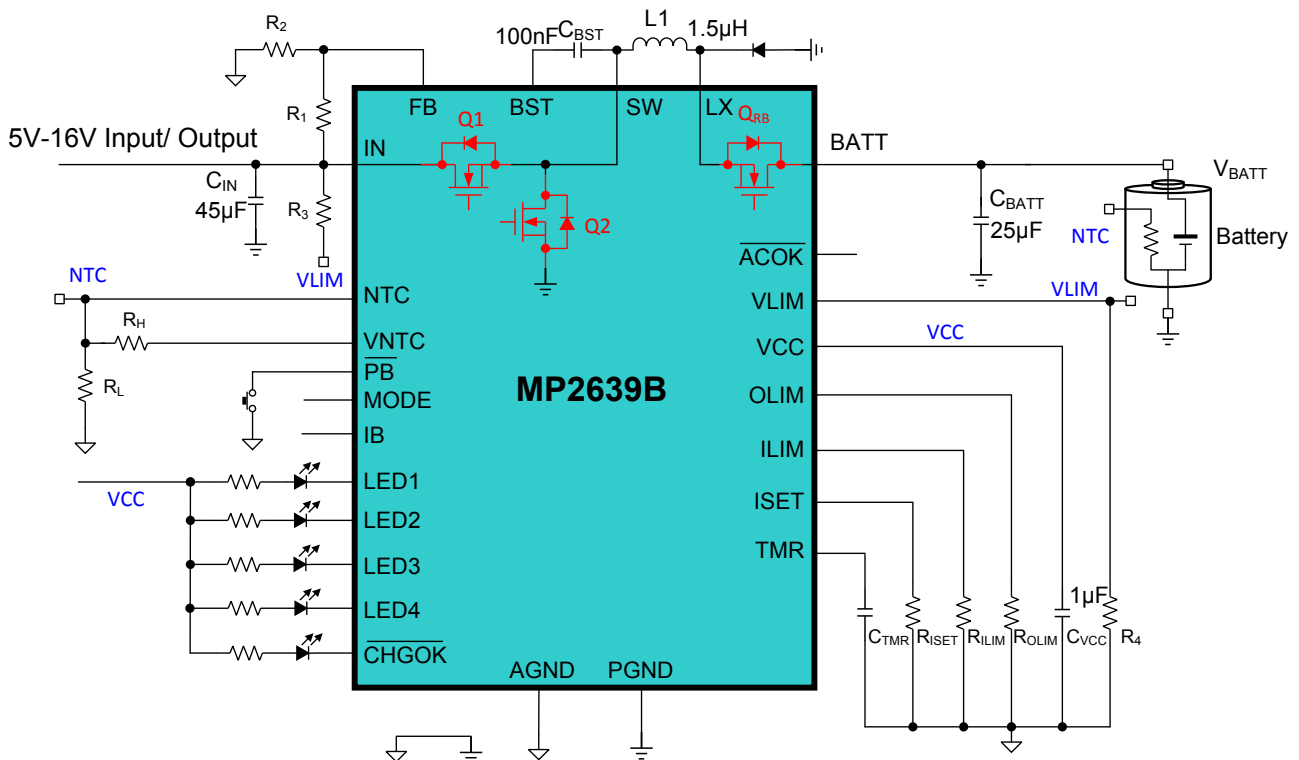 R2
100nF
CBST
L1
1.5µH
R1
FB
BST
SW
LX
Q1
QRB
5V-16V Input/ Output
IN
BATT
CIN
45µF
R3
Q2
CBATT
25µF
VBATT
NTC
Battery
VLIM
ACOK
NTC
NTC
VLIM
VLIM
RH
VNTC
VCC
VCC
RL
PB
MODE
MP2639B
OLIM
IB
ILIM
VCC
LED1
ISET
LED2
TMR
LED3
LED4
1µF
CTMR
RISET
RILIM
ROLIM
CVCC
R4
CHGOK
AGND
PGND